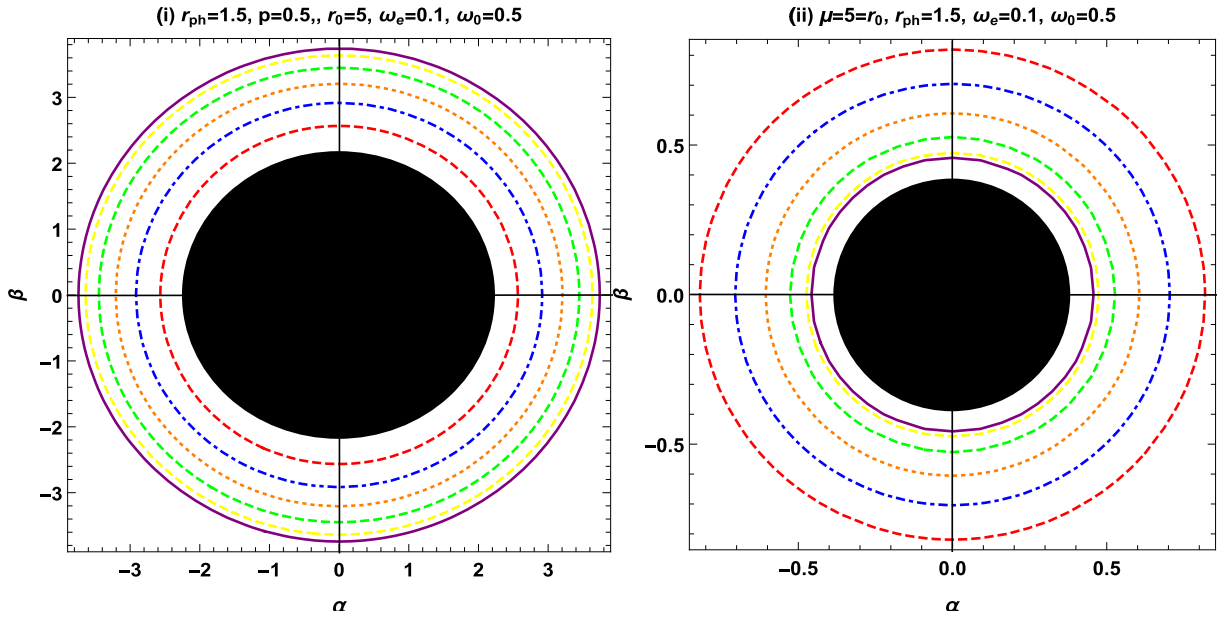 (i) r_ph=1.5, p=0.5,, r_0=5, ω_e=0.1, ω_0=0.5
β
3
2
1
0
−1
−2
−3
−3 −2 −1 0 1 2 3
α
(ii) μ=5=r_0, r_ph=1.5, ω_e=0.1, ω_0=0.5
β
0.5
0.0
-0.5
−0.5 0.0 0.5
α